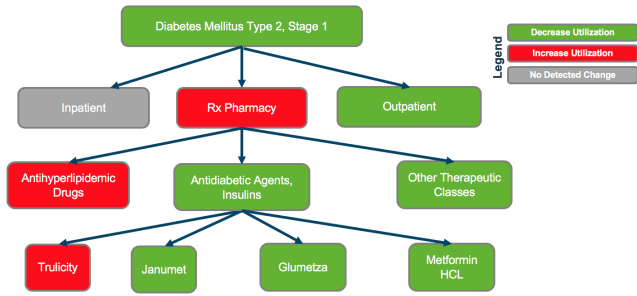 Diabetes Mellitus Type 2, Stage 1
Legend
Decrease Utilization
Increase Utilization
No Detected Change
Inpatient
Rx Pharmacy
Outpatient
Antihyperlipidemic
Drugs
Antidiabetic Agents,
Insulins
Other Therapeutic
Classes
Trulicity
Janumet
Glumetza
Metformin
HCL